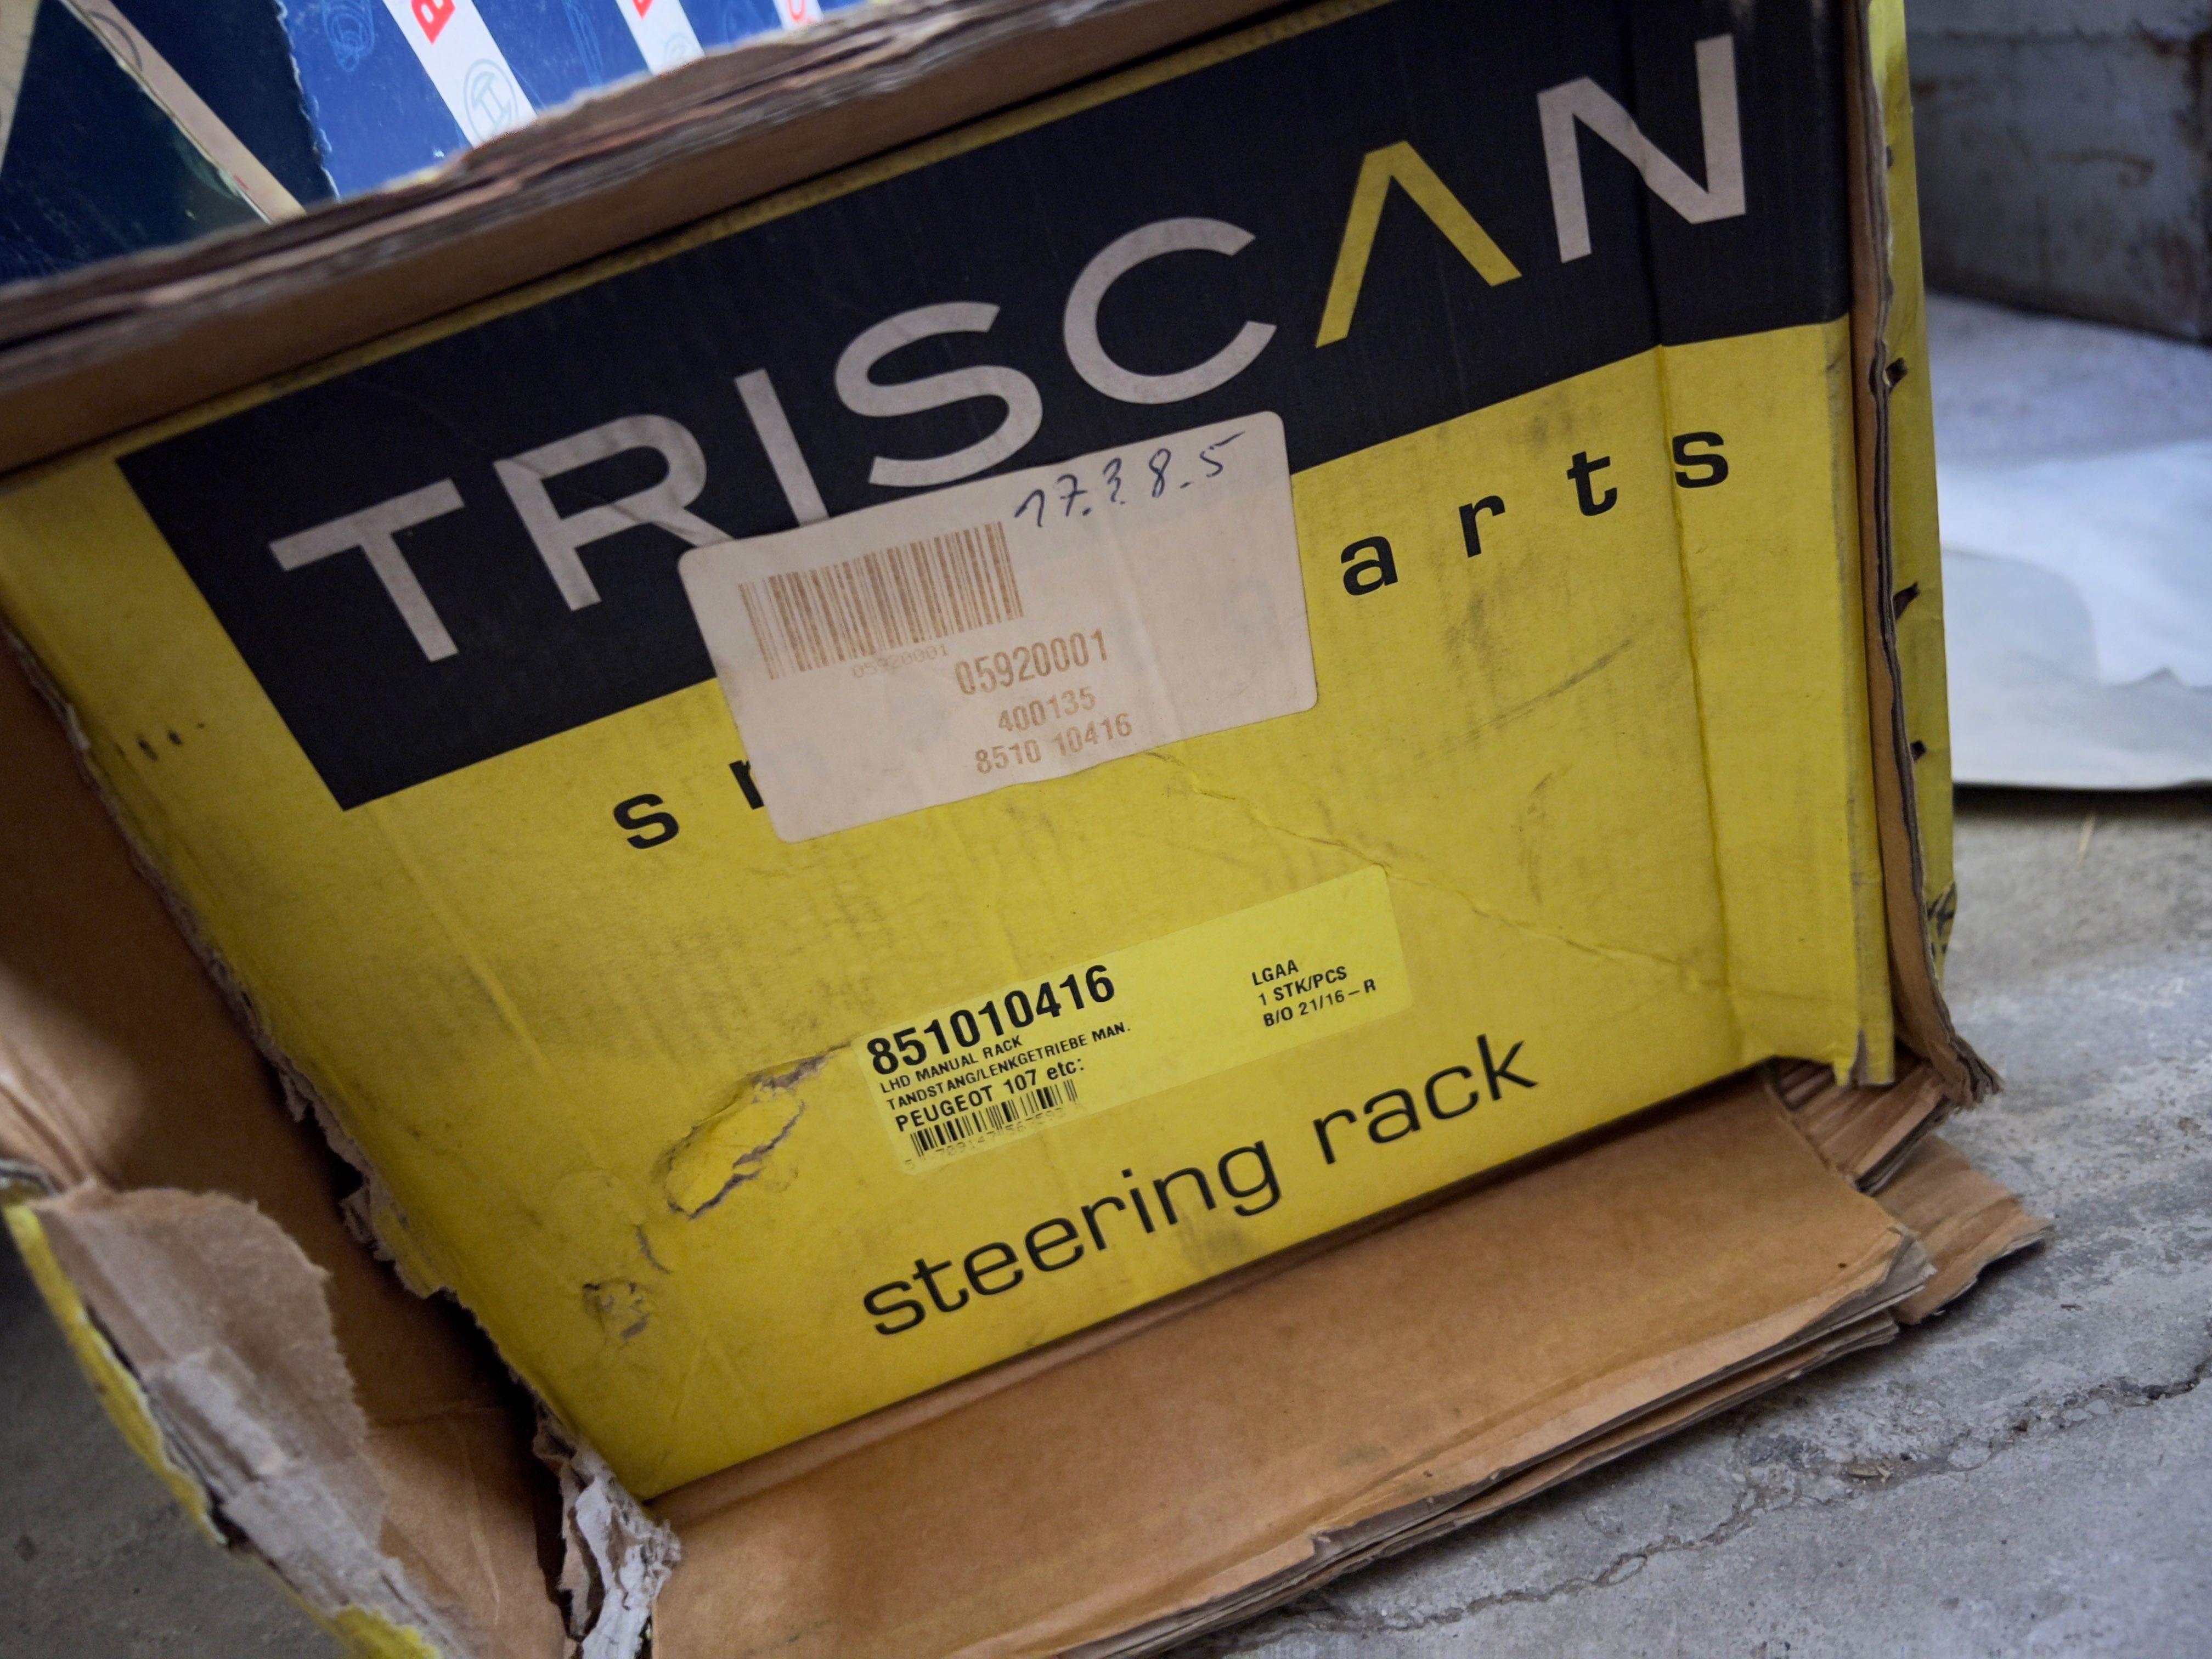 TRISCAN
17.2.8.5
05920001
05920001
400135
8510 10416
s arts
851010416
LHD MANUAL RACK
TANDSTANG/LENKGETRIEBE MAN.
PEUGEOT 107 etc:
LGAA
1 STK/PCS
B/O 21/16-R
steering rack